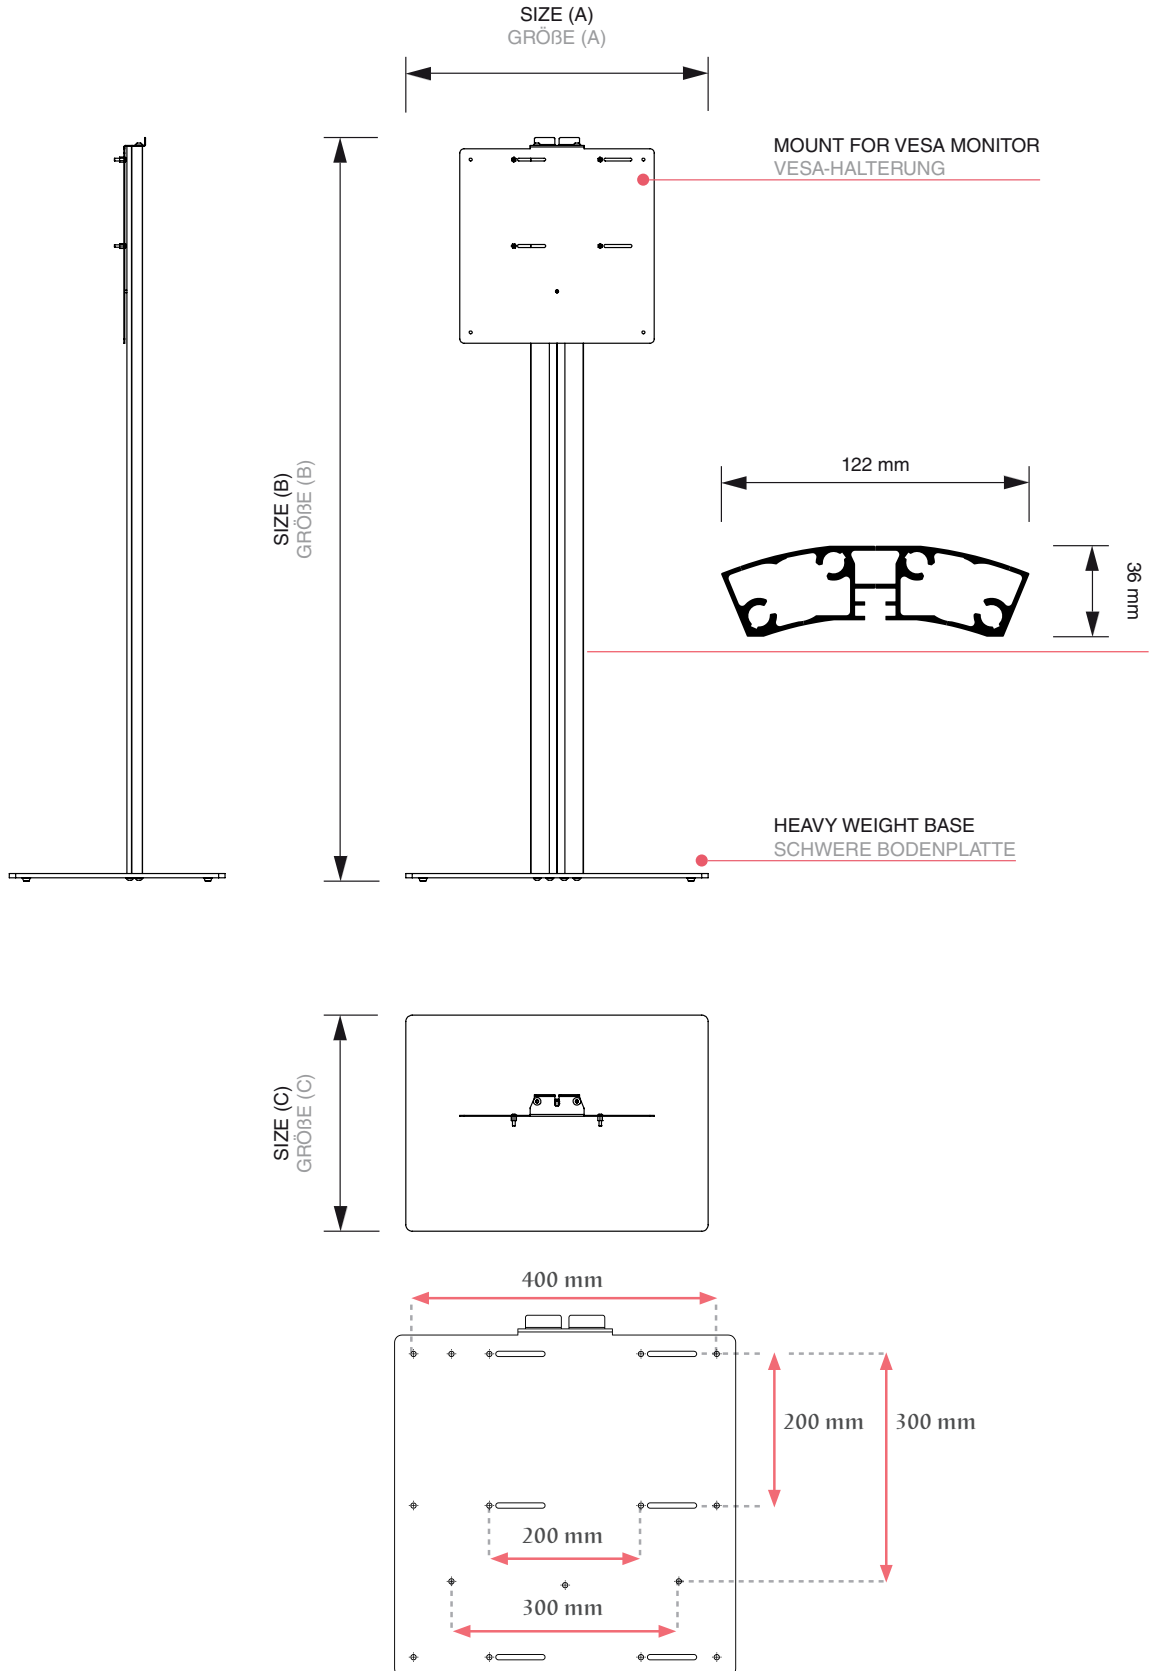 SIZE (A)
GRÖßE (A)
MOUNT FOR VESA MONITOR
VESA-HALTERUNG
SIZE (B)
GRÖßE (B)
122 mm
36 mm
HEAVY WEIGHT BASE
SCHWERE BODENPLATTE
SIZE (C)
GRÖßE (C)
400 mm
200 mm
300 mm
200 mm
300 mm